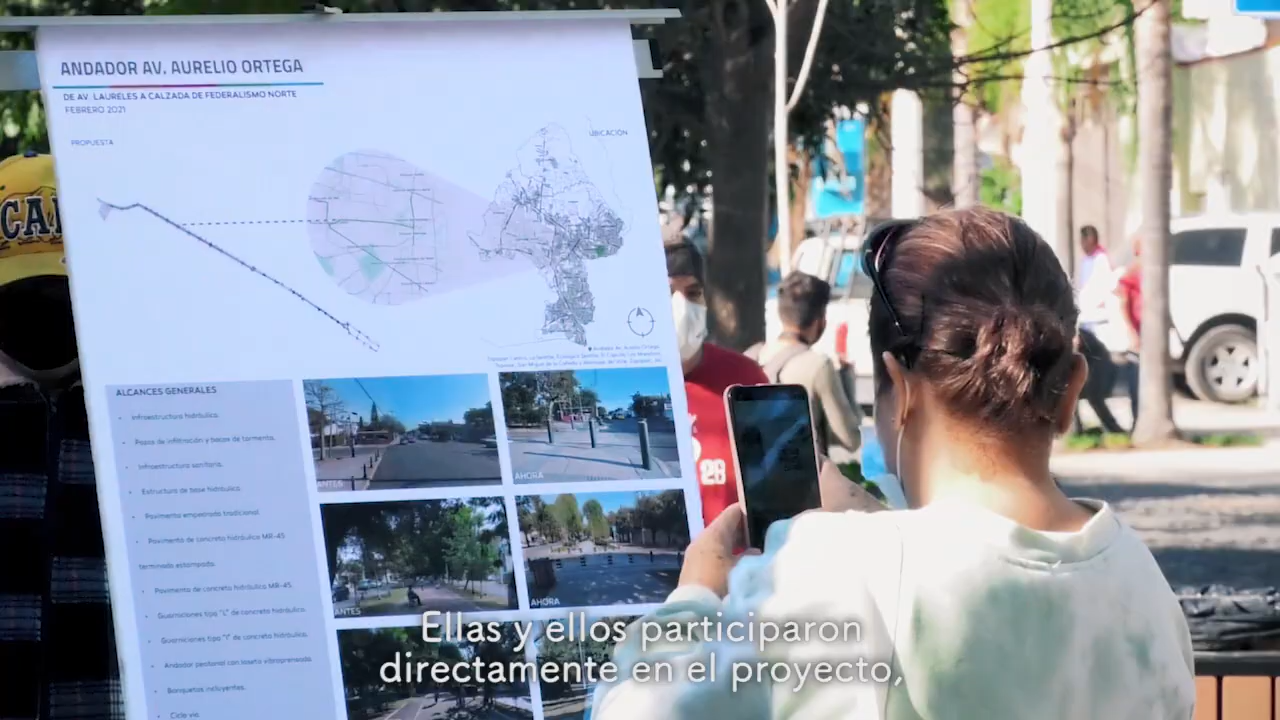 ANDADOR AV. AURELIO ORTEGA
DE AV. LAURELES A CALZADA DE FEDERALISMO NORTE
FEBRERO 2021
PROPUESTA
UBICACIÓN
CAL
ALCANCES GENERALES
• Infraestructura hidráulica.
• Pozos de infiltración y bocas de tormenta.
• Infraestructura sanitaria.
• Estructura de base hidráulica.
• Pavimento empedrado tradicional
• Pavimento de concreto hidráulico MR-45
terminado estampado.
• Pavimento de concreto hidráulico MR-45.
• Guarniciones tipo "L" de concreto hidráulico.
• Guarniciones tipo "I" de concreto hidráulico.
• Andador peatonal con loseta vibroprensada
• Banquetas incluyentes.
• Ciclo vía.
ANTES
AHORA
ANTES
AHORA
28
Ellas y ellos participaron
directamente en el proyecto,